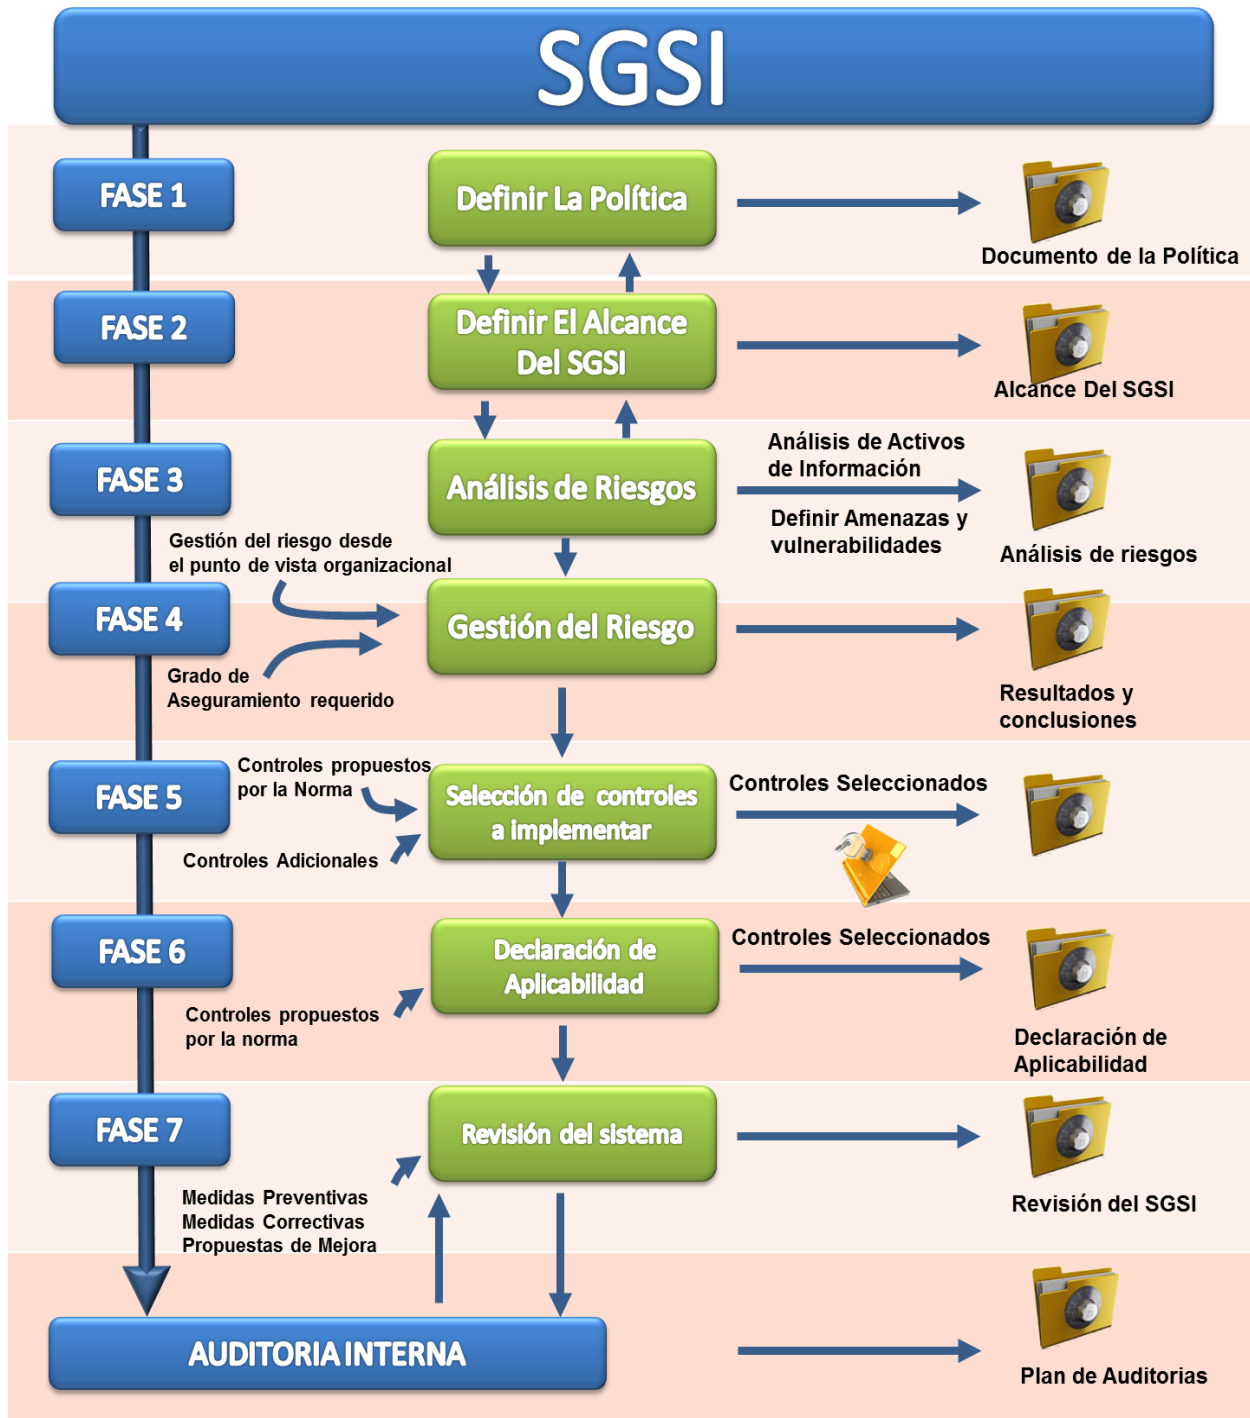 SGSI
FASE 1
Definir La Política
Documento de la Política
FASE 2
Definir El Alcance
Del SGSI
Alcance Del SGSI
FASE 3
Análisis de Riesgos
Análisis de Activos
de Información
Definir Amenazas y
vulnerabilidades
Análisis de riesgos
Gestión del riesgo desde
el punto de vista organizacional
FASE 4
Gestión del Riesgo
Grado de
Aseguramiento requerido
Resultados y
conclusiones
FASE 5
Controles propuestos
por la Norma
Controles Adicionales
Selección de controles
a implementar
Controles Seleccionados
FASE 6
Declaración de
Aplicabilidad
Controles Seleccionados
Controles propuestos
por la norma
Declaración de
Aplicabilidad
FASE 7
Revisión del sistema
Medidas Preventivas
Medidas Correctivas
Propuestas de Mejora
Revisión del SGSI
AUDITORIA INTERNA
Plan de Auditorias